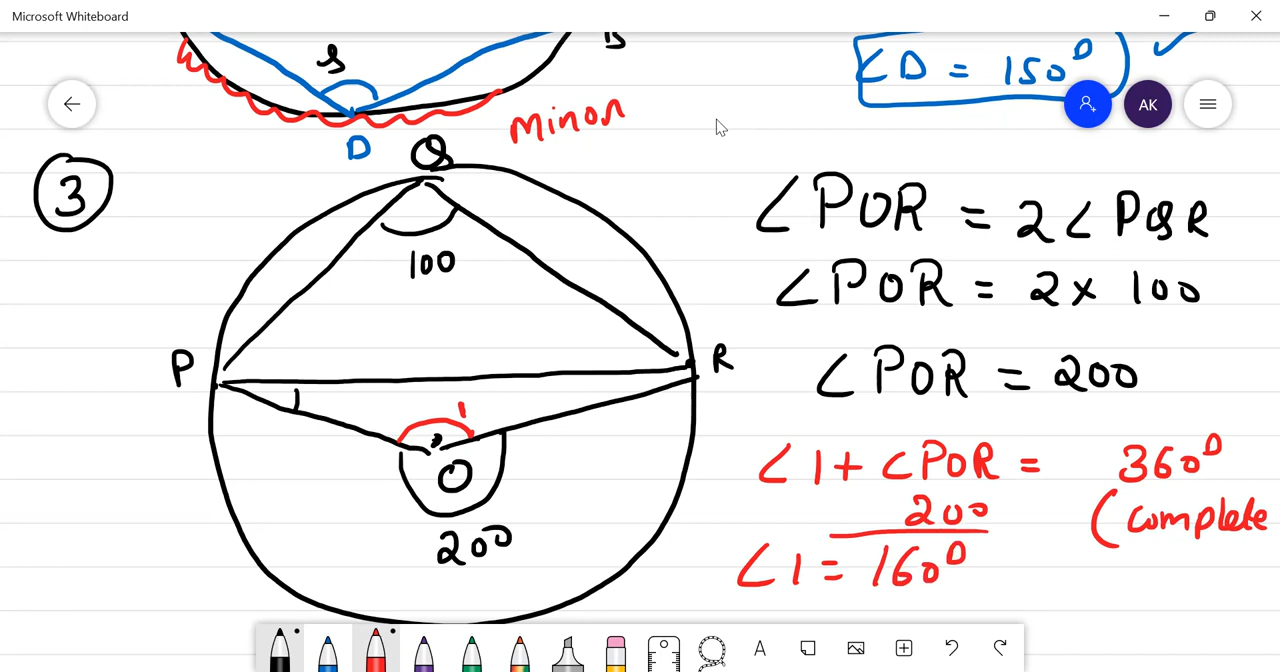 Microsoft Whiteboard
∠D = 150°
AK
Minor
D
3
Q
100
P
R
1
O
200
∠POR = 2∠PQR
∠POR = 2 × 100
∠POR = 200
∠1 + ∠POR = 360°
200
(complete
∠1 = 160°
A